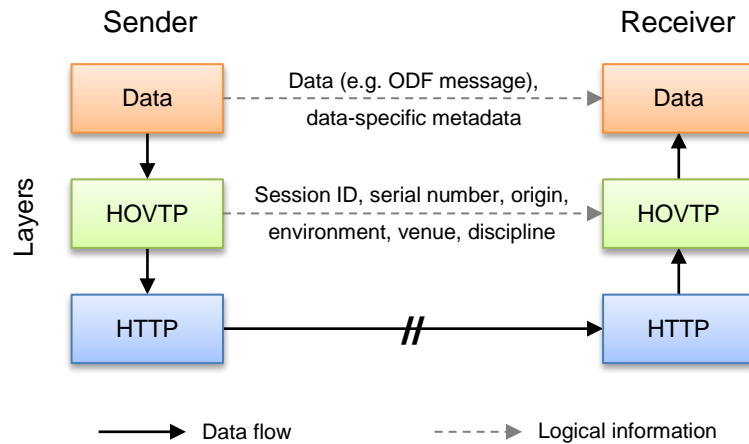 Sender
Receiver
Data
Data (e.g. ODF message),
data-specific metadata
Data
Layers
HOVTP
Session ID, serial number, origin,
environment, venue, discipline
HOVTP
HTTP
HTTP
Data flow
Logical information